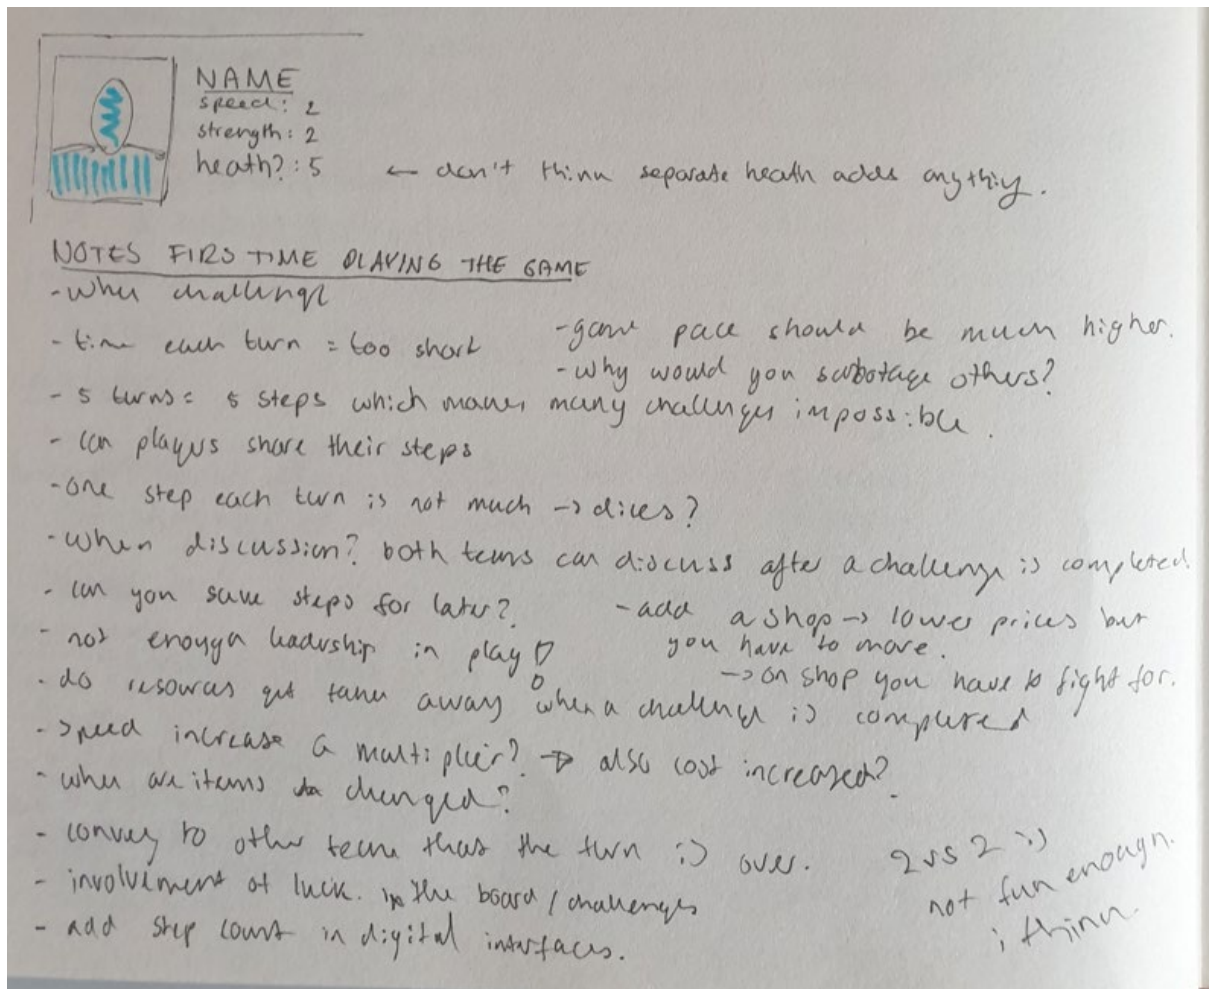 NAME
speed: 2
strength: 2
heath?: 5 ← don't think separate heath adds anything.
NOTES FIRST TIME PLAYING THE GAME
- when challenge
- time each turn = too short
- game pace should be much higher.
- why would you sabotage others?
- 5 turns = 5 steps which makes many challenges impossible.
- can players share their steps
- one step each turn is not much → dices?
- when discussion? both teams can discuss after a challenge is completed.
- can you save steps for later?
- add a shop → lower prices but
you have to move.
→ on shop you have to fight for.
- not enough leadership in play!
- do resources get taken away when a challenge is completed
- speed increase a multiplier? → also cost increased?
- when are items changed?
- convey to other team that the turn is over.
- involvement of luck. in the board / challenges
- add step count in digital interfaces.
2 vs 2 is
not fun enough.
i think.